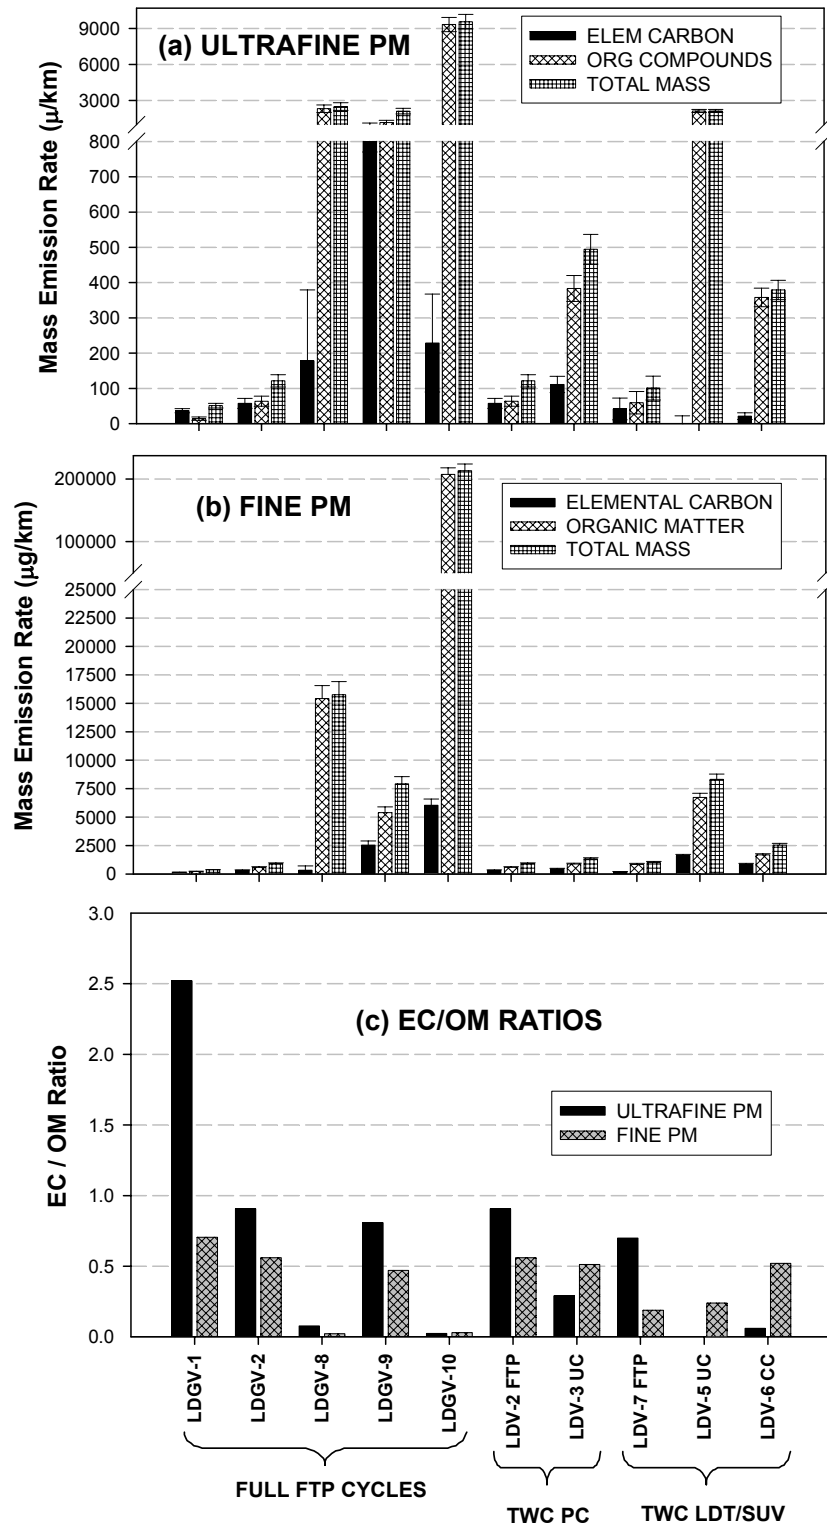 (a) ULTRAFINE PM
ELEM CARBON
ORG COMPOUNDS
TOTAL MASS
Mass Emission Rate (μ/km)
9000
6000
3000
800
700
600
500
400
300
200
100
0
(b) FINE PM
ELEMENTAL CARBON
ORGANIC MATTER
TOTAL MASS
Mass Emission Rate (μg/km)
200000
100000
25000
22500
20000
17500
15000
12500
10000
7500
5000
2500
0
(c) EC/OM RATIOS
ULTRAFINE PM
FINE PM
EC / OM Ratio
3.0
2.5
2.0
1.5
1.0
0.5
0.0
LDGV-1
LDGV-2
LDGV-8
LDGV-9
LDGV-10
LDV-2 FTP
LDV-3 UC
LDV-7 FTP
LDV-5 UC
LDV-6 CC
FULL FTP CYCLES
TWC PC
TWC LDT/SUV